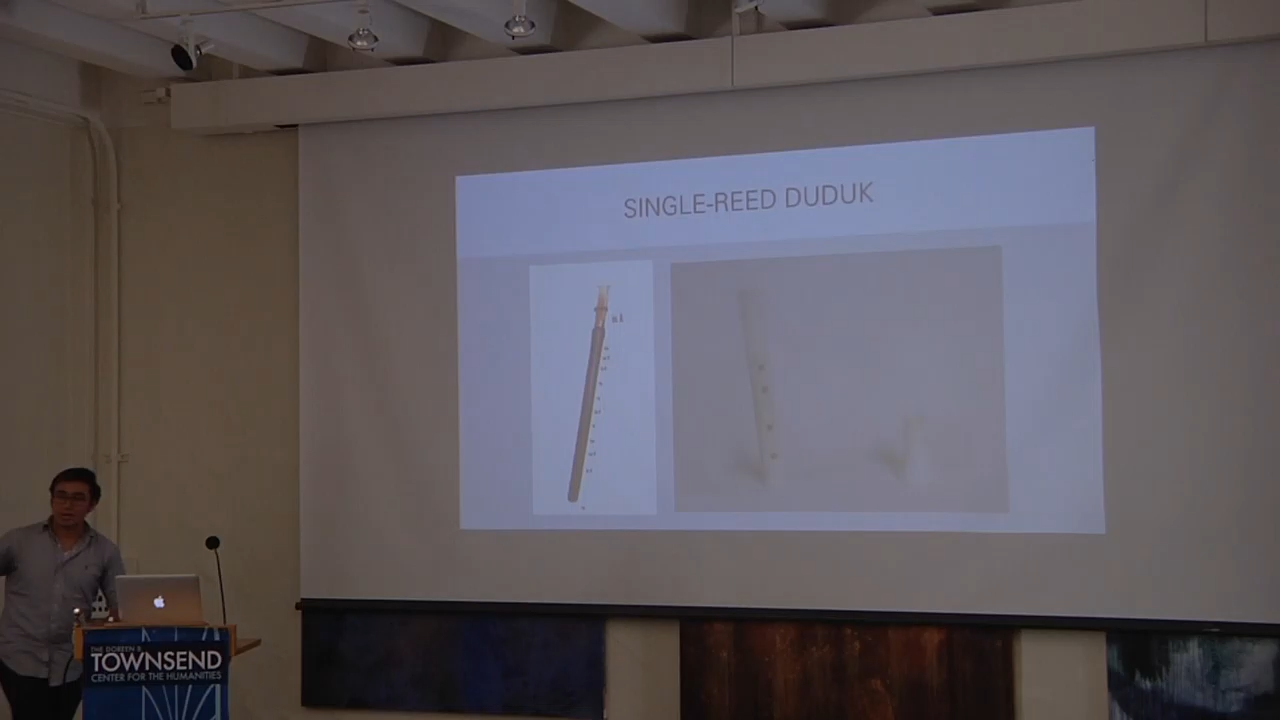 SINGLE-REED DUDUK
THE DOREEN B
TOWNSEND
CENTER FOR THE HUMANITIES